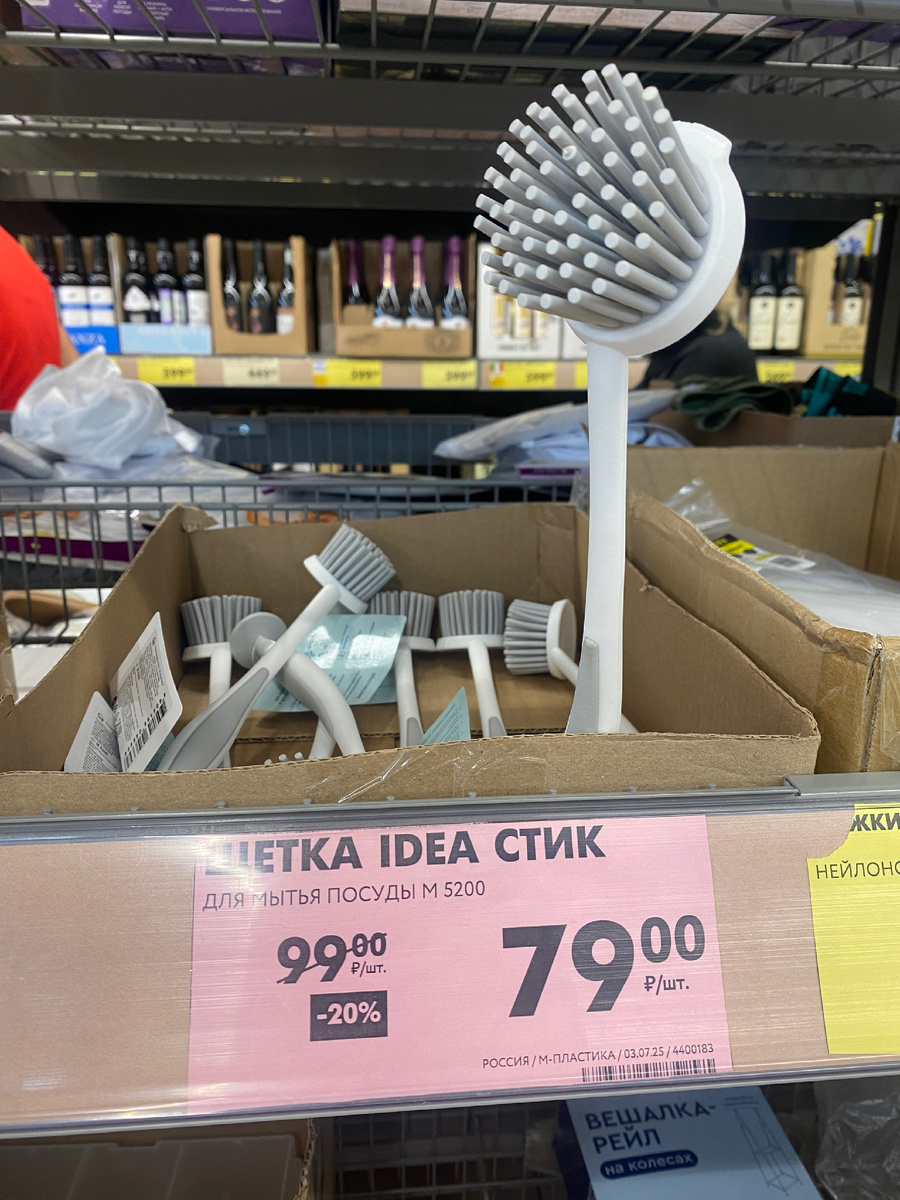 ЩЕТКА IDEA СТИК
ДЛЯ МЫТЬЯ ПОСУДЫ М 5200
99 00
₽/шт.
-20%
79 00
₽/шт.
РОССИЯ / М-ПЛАСТИКА / 03.07.25 / 4400183
ЖКИ
НЕЙЛОНО
ВЕШАЛКА-
РЕЙЛ
на колесах